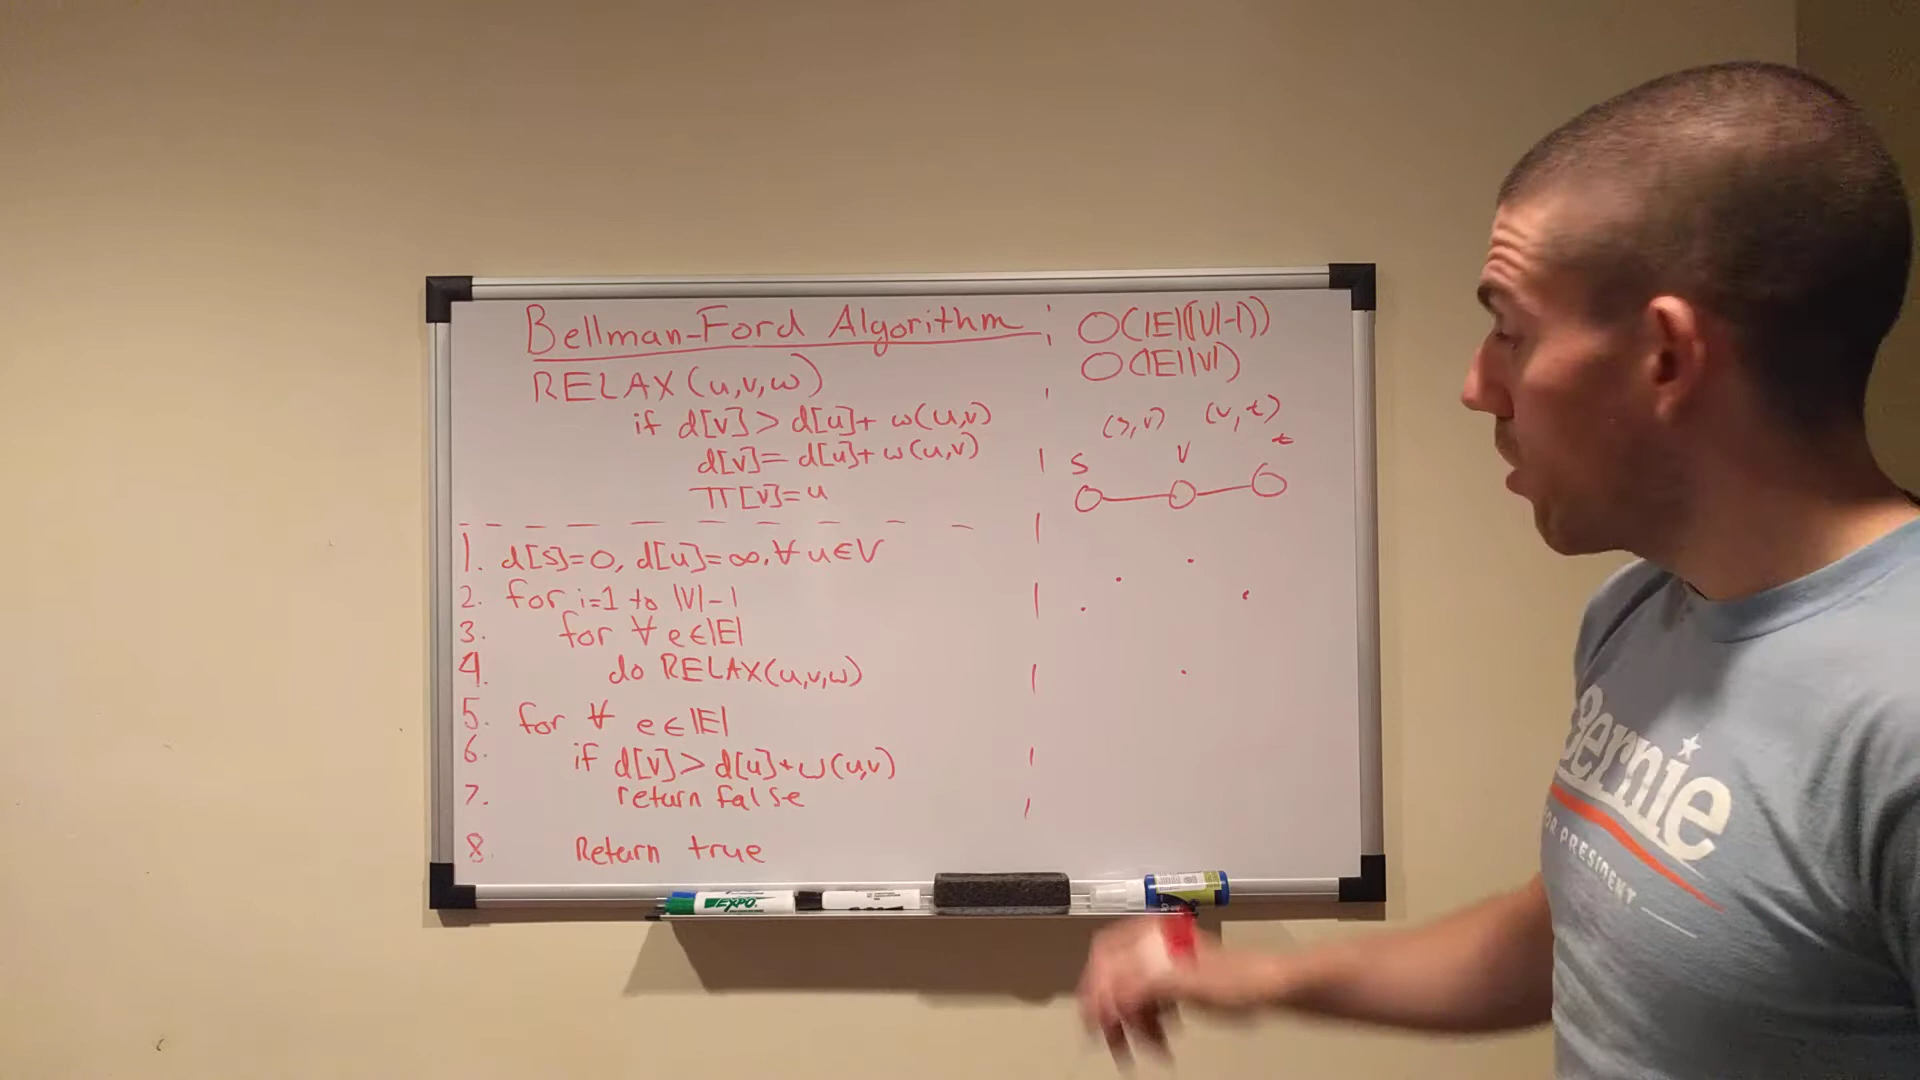 Bellman-Ford Algorithm
RELAX(u,v,w)
if d[v] > d[u] + w(u,v)
d[v] = d[u] + w(u,v)
π[v] = u
1. d[s]=0, d[u]=∞, ∀ u∈V
2. for i=1 to |V|-1
3. for ∀ e∈|E|
4. do RELAX(u,v,w)
5. for ∀ e∈|E|
6. if d[v] > d[u] + w(u,v)
7. return false
8. Return true
O(|E|(|V|-1))
O(|E||V|)
(s,v) (v,t)
s v t
EXPO
Bernie
FOR PRESIDENT